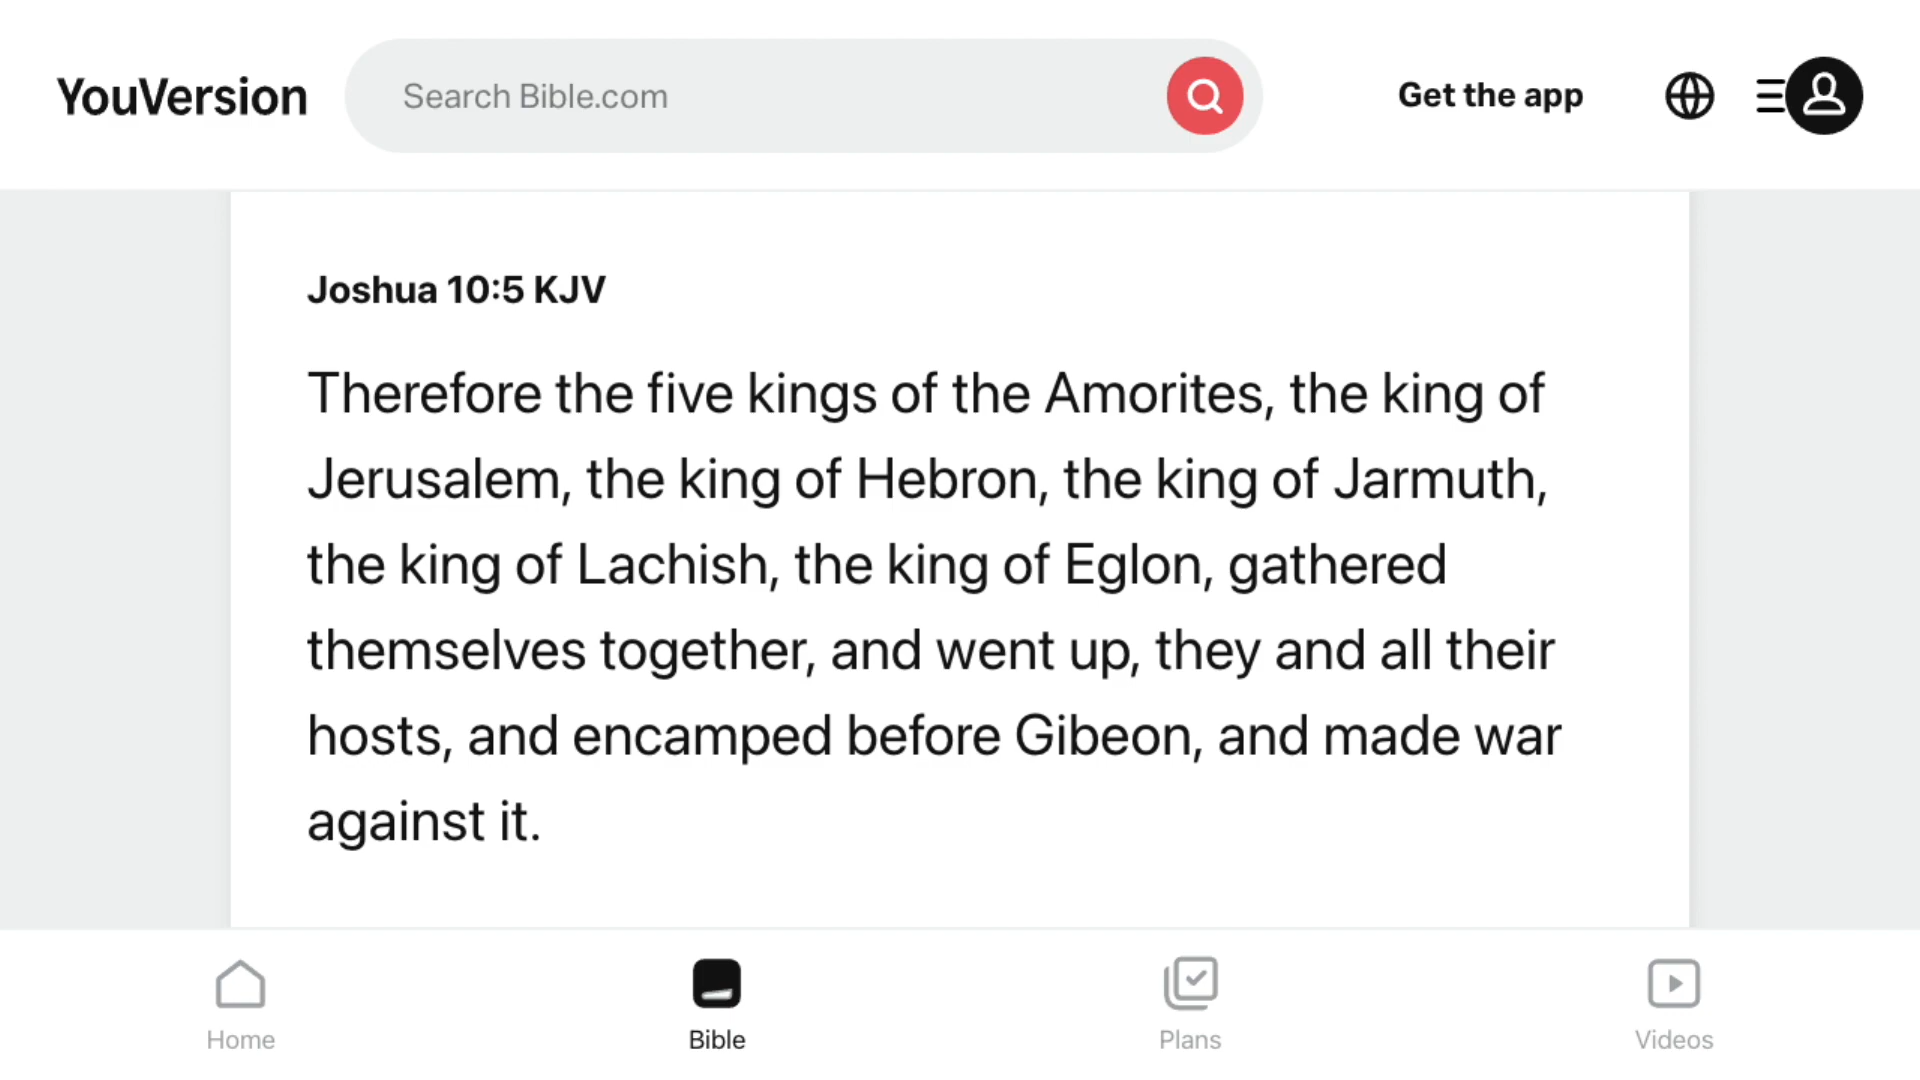 YouVersion
Search Bible.com
Get the app
Joshua 10:5 KJV
Therefore the five kings of the Amorites, the king of
Jerusalem, the king of Hebron, the king of Jarmuth,
the king of Lachish, the king of Eglon, gathered
themselves together, and went up, they and all their
hosts, and encamped before Gibeon, and made war
against it.
Home
Bible
Plans
Videos